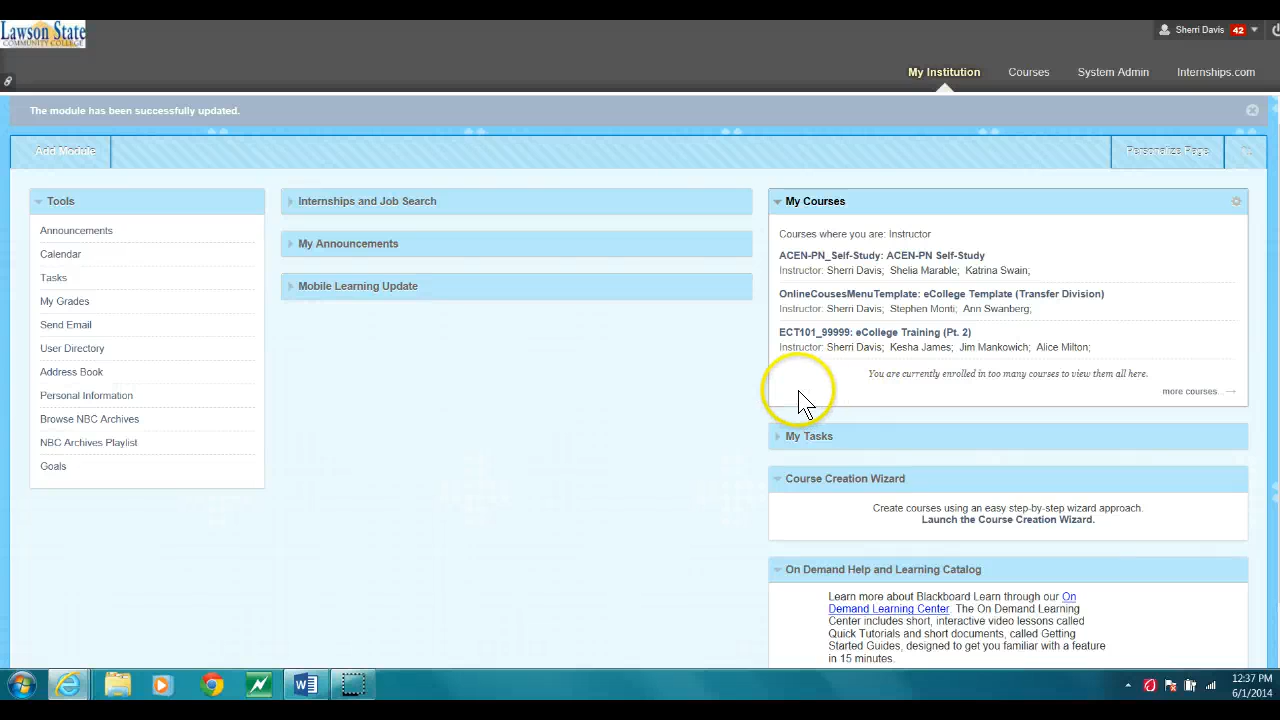 Lawson State
COMMUNITY COLLEGE
Sherri Davis 42
My Institution Courses System Admin Internships.com
The module has been successfully updated.
Add Module
Personalize Page
Tools
Announcements
Calendar
Tasks
My Grades
Send Email
User Directory
Address Book
Personal Information
Browse NBC Archives
NBC Archives Playlist
Goals
Internships and Job Search
My Announcements
Mobile Learning Update
My Courses
Courses where you are: Instructor
ACEN-PN_Self-Study: ACEN-PN Self-Study
Instructor: Sherri Davis; Shelia Marable; Katrina Swain;
OnlineCousesMenuTemplate: eCollege Template (Transfer Division)
Instructor: Sherri Davis; Stephen Monti; Ann Swanberg;
ECT101_99999: eCollege Training (Pt. 2)
Instructor: Sherri Davis; Kesha James; Jim Mankowich; Alice Milton;
You are currently enrolled in too many courses to view them all here.
more courses...→
My Tasks
Course Creation Wizard
Create courses using an easy step-by-step wizard approach.
Launch the Course Creation Wizard.
On Demand Help and Learning Catalog
Learn more about Blackboard Learn through our On
Demand Learning Center. The On Demand Learning
Center includes short, interactive video lessons called
Quick Tutorials and short documents, called Getting
Started Guides, designed to get you familiar with a feature
in 15 minutes.
12:37 PM
6/1/2014